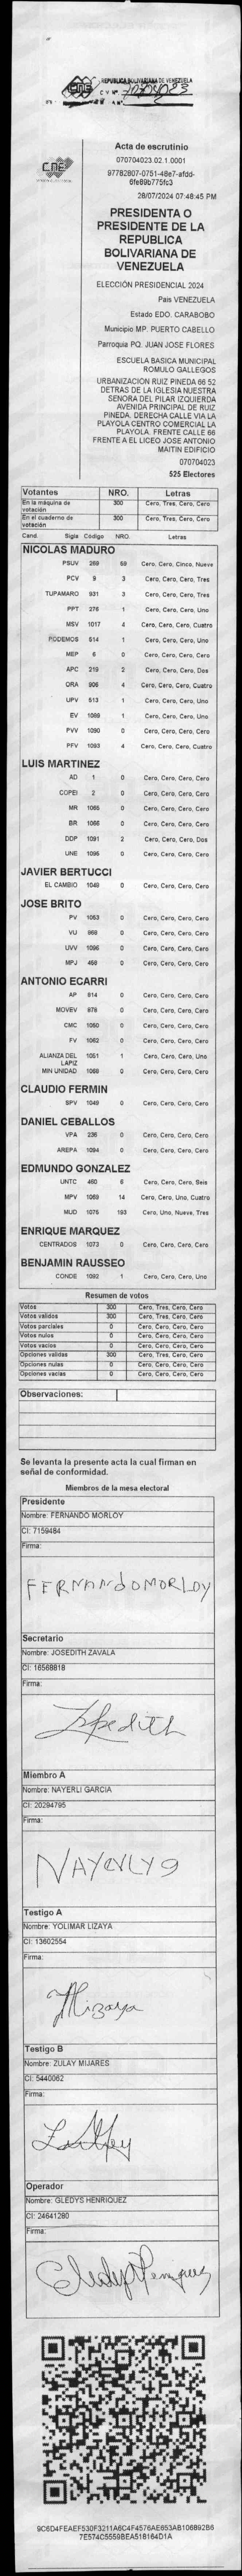 CNE
REPUBLICA BOLIVARIANA DE VENEZUELA
Acta de escrutinio
070704023.02.1.0001
97782807-0751-48e7-afdd-
6fe89b775fc3
28/07/2024 07:48:45 PM
CNE
PRESIDENTA O
PRESIDENTE DE LA
REPUBLICA
BOLIVARIANA DE
VENEZUELA
ELECCIÓN PRESIDENCIAL 2024
Pais VENEZUELA
Estado EDO. CARABOBO
Municipio MP. PUERTO CABELLO
Parroquia PQ. JUAN JOSE FLORES
ESCUELA BASICA MUNICIPAL
ROMULO GALLEGOS
URBANIZACION RUIZ PINEDA 66 52
DETRAS DE LA IGLESIA NUESTRA
SENORA DEL PILAR IZQUIERDA
AVENIDA PRINCIPAL DE RUIZ
PINEDA. DERECHA CALLE VIA LA
PLAYOLA CENTRO COMERCIAL LA
PLAYOLA. FRENTE CALLE 66
FRENTE A EL LICEO JOSE ANTONIO
MAITIN EDIFICIO
070704023
525 Electores
Votantes NRO. Letras
En la máquina de votación 300 Cero, Tres, Cero, Cero
En el cuaderno de votación 300 Cero, Tres, Cero, Cero
Cand. Sigla Código NRO. Letras
NICOLAS MADURO
PSUV 269 59 Cero, Cero, Cinco, Nueve
PCV 9 3 Cero, Cero, Cero, Tres
TUPAMARO 931 3 Cero, Cero, Cero, Tres
PPT 276 1 Cero, Cero, Cero, Uno
MSV 1017 4 Cero, Cero, Cero, Cuatro
PODEMOS 514 1 Cero, Cero, Cero, Uno
MEP 6 0 Cero, Cero, Cero, Cero
APC 219 2 Cero, Cero, Cero, Dos
ORA 906 4 Cero, Cero, Cero, Cuatro
UPV 513 1 Cero, Cero, Cero, Uno
EV 1089 1 Cero, Cero, Cero, Uno
PVV 1090 0 Cero, Cero, Cero, Cero
PFV 1093 4 Cero, Cero, Cero, Cuatro
LUIS MARTINEZ
AD 1 0 Cero, Cero, Cero, Cero
COPEI 2 0 Cero, Cero, Cero, Cero
MR 1065 0 Cero, Cero, Cero, Cero
BR 1066 0 Cero, Cero, Cero, Cero
DDP 1091 2 Cero, Cero, Cero, Dos
UNE 1095 0 Cero, Cero, Cero, Cero
JAVIER BERTUCCI
EL CAMBIO 1049 0 Cero, Cero, Cero, Cero
JOSE BRITO
PV 1053 0 Cero, Cero, Cero, Cero
VU 968 0 Cero, Cero, Cero, Cero
UVV 1096 0 Cero, Cero, Cero, Cero
MPJ 458 0 Cero, Cero, Cero, Cero
ANTONIO ECARRI
AP 814 0 Cero, Cero, Cero, Cero
MOVEV 978 0 Cero, Cero, Cero, Cero
CMC 1050 0 Cero, Cero, Cero, Cero
FV 1062 0 Cero, Cero, Cero, Cero
ALIANZA DEL LAPIZ 1051 1 Cero, Cero, Cero, Uno
MIN UNIDAD 1068 0 Cero, Cero, Cero, Cero
CLAUDIO FERMIN
SPV 1048 0 Cero, Cero, Cero, Cero
DANIEL CEBALLOS
VPA 236 0 Cero, Cero, Cero, Cero
AREPA 1094 0 Cero, Cero, Cero, Cero
EDMUNDO GONZALEZ
UNTC 460 6 Cero, Cero, Cero, Seis
MPV 1069 14 Cero, Cero, Uno, Cuatro
MUD 1075 193 Cero, Uno, Nueve, Tres
ENRIQUE MARQUEZ
CENTRADOS 1073 0 Cero, Cero, Cero, Cero
BENJAMIN RAUSSEO
CONDE 1092 1 Cero, Cero, Cero, Uno
Resumen de votos
Votos 300 Cero, Tres, Cero, Cero
Votos validos 300 Cero, Tres, Cero, Cero
Votos parciales 0 Cero, Cero, Cero, Cero
Votos nulos 0 Cero, Cero, Cero, Cero
Votos vacios 0 Cero, Cero, Cero, Cero
Opciones validas 300 Cero, Tres, Cero, Cero
Opciones nulas 0 Cero, Cero, Cero, Cero
Opciones vacias 0 Cero, Cero, Cero, Cero
Observaciones:
Se levanta la presente acta la cual firman en
señal de conformidad.
Miembros de la mesa electoral
Presidente
Nombre: FERNANDO MORLOY
CI: 7159484
Firma:
FERNANDO MORLOY
Secretario
Nombre: JOSEDITH ZAVALA
CI: 16568818
Firma:
Miembro A
Nombre: NAYERLI GARCIA
CI: 20294795
Firma:
NAYERLY g
Testigo A
Nombre: YOLIMAR LIZAYA
CI: 13602554
Firma:
Testigo B
Nombre: ZULAY MIJARES
CI: 5440062
Firma:
Operador
Nombre: GLEDYS HENRIQUEZ
CI: 24641280
Firma:
9C6D4FEAEF530F3211A6C4F4576AE653AB106892B6
7E574C5559BEA518164D1A